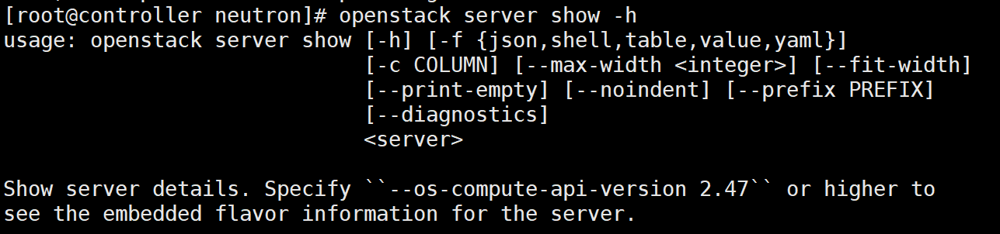 [root@controller neutron]# openstack server show -h
usage: openstack server show [-h] [-f {json,shell,table,value,yaml}]
                             [-c COLUMN] [--max-width <integer>] [--fit-width]
                             [--print-empty] [--noindent] [--prefix PREFIX]
                             [--diagnostics]
                             <server>

Show server details. Specify ``--os-compute-api-version 2.47`` or higher to
see the embedded flavor information for the server.